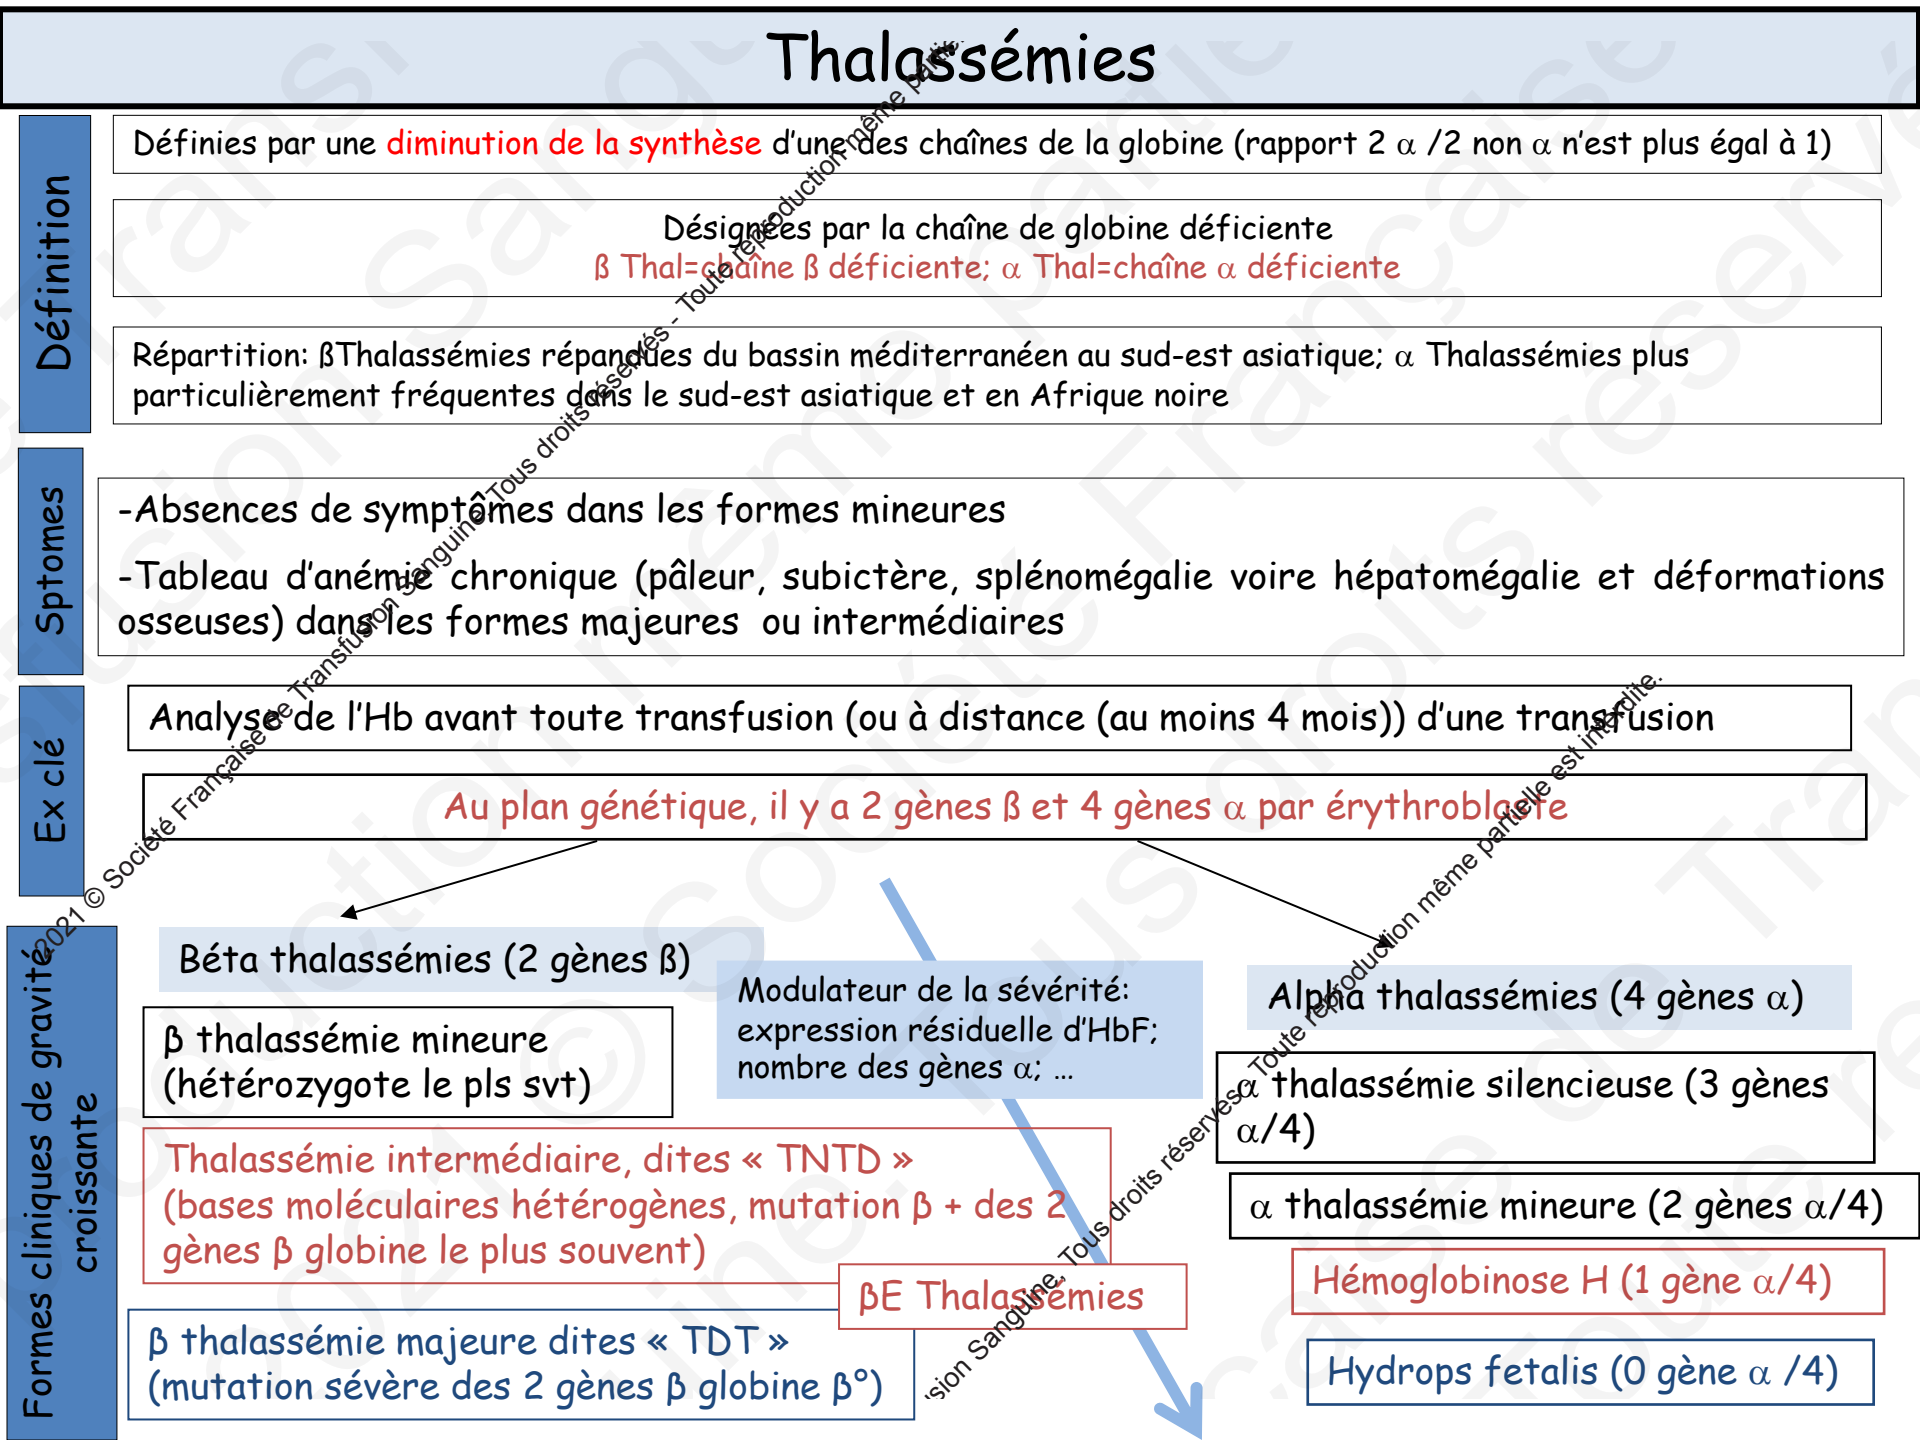 Thalassémies
Définition
Définies par une diminution de la synthèse d'une des chaînes de la globine (rapport 2 α /2 non α n'est plus égal à 1)
Désignées par la chaîne de globine déficiente
ß Thal=chaîne ß déficiente; α Thal=chaîne α déficiente
Répartition: ßThalassémies répandues du bassin méditerranéen au sud-est asiatique; α Thalassémies plus
particulièrement fréquentes dans le sud-est asiatique et en Afrique noire
Sptomes
-Absences de symptômes dans les formes mineures
-Tableau d'anémie chronique (pâleur, subictère, splénomégalie voire hépatomégalie et déformations
osseuses) dans les formes majeures ou intermédiaires
Ex clé
Analyse de l'Hb avant toute transfusion (ou à distance (au moins 4 mois)) d'une transfusion
Au plan génétique, il y a 2 gènes ß et 4 gènes α par érythroblaste
Formes cliniques de gravité
croissante
Béta thalassémies (2 gènes ß)
β thalassémie mineure
(hétérozygote le pls svt)
Thalassémie intermédiaire, dites « TNTD »
(bases moléculaires hétérogènes, mutation β + des 2
gènes β globine le plus souvent)
βE Thalassémies
β thalassémie majeure dites « TDT »
(mutation sévère des 2 gènes β globine β°)
Modulateur de la sévérité:
expression résiduelle d'HbF;
nombre des gènes α; …
Alpha thalassémies (4 gènes α)
α thalassémie silencieuse (3 gènes
α/4)
α thalassémie mineure (2 gènes α/4)
Hémoglobinose H (1 gène α/4)
Hydrops fetalis (0 gène α /4)
2021 © Société Française de Transfusion Sanguine. Tous droits réservés - Toute reproduction même partie
sion Sanguine. Tous droits réservés - Toute reproduction même partielle est interdite.